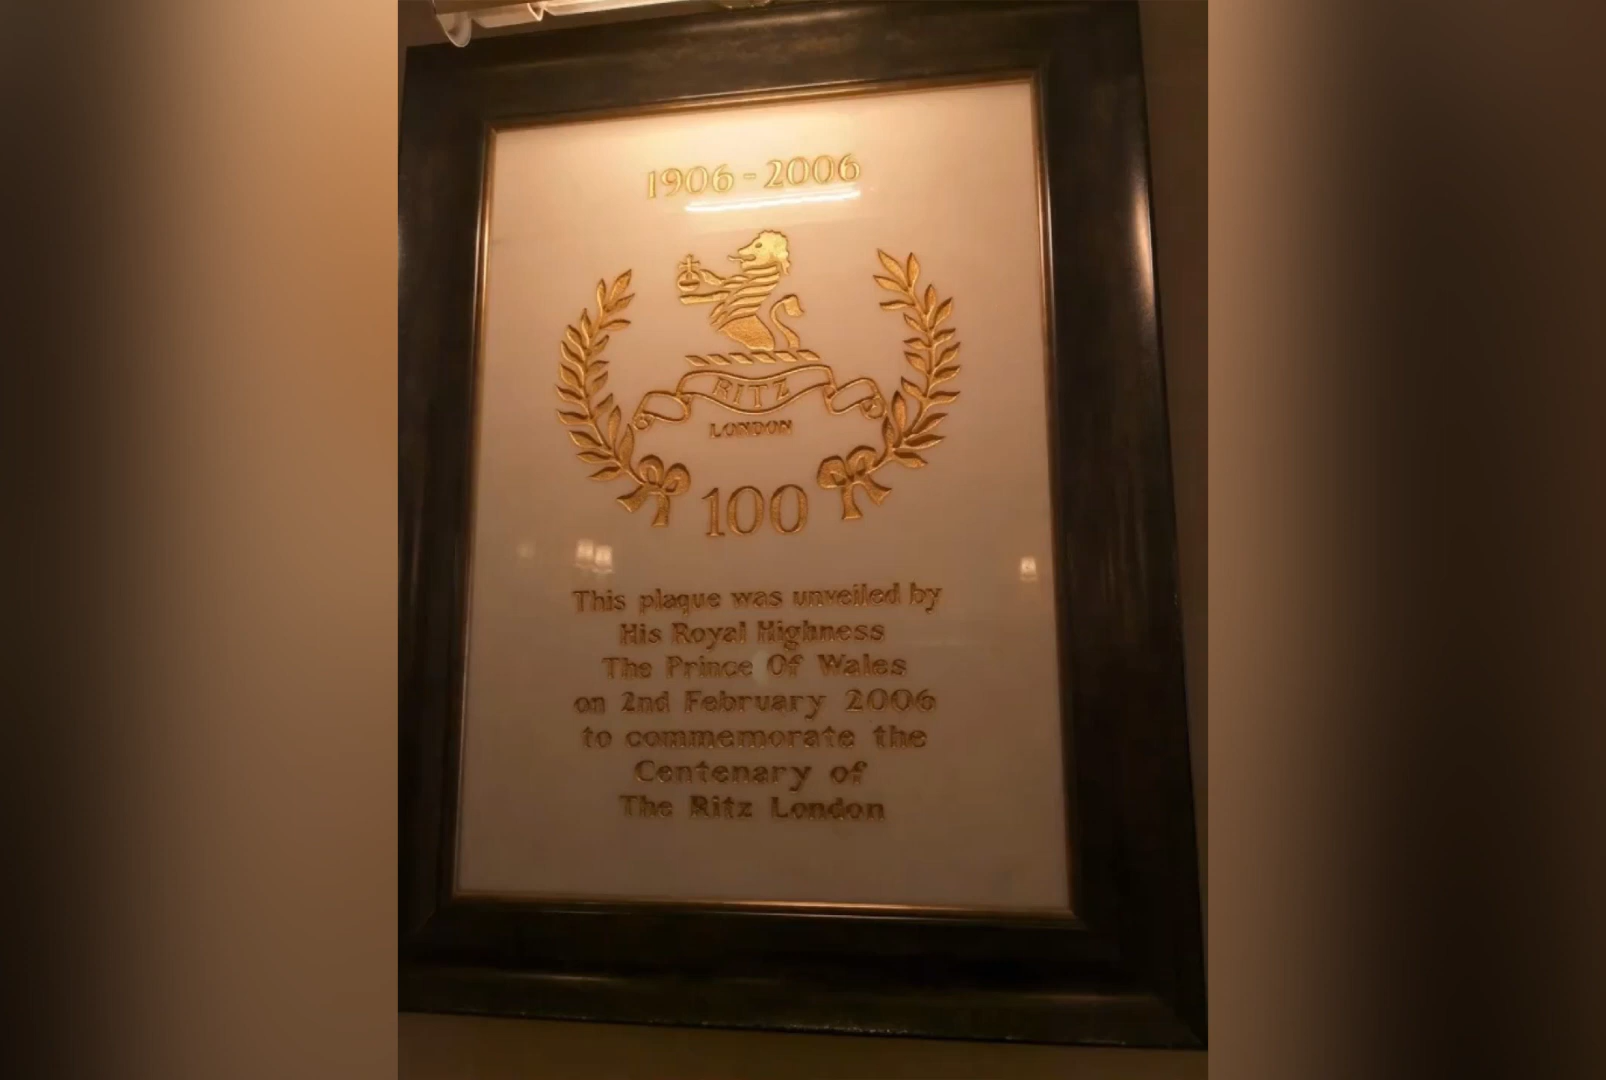 1906-2006
RITZ
LONDON
100
This plaque was unveiled by
His Royal Highness
The Prince Of Wales
on 2nd February 2006
to commemorate the
Centenary of
The Ritz London